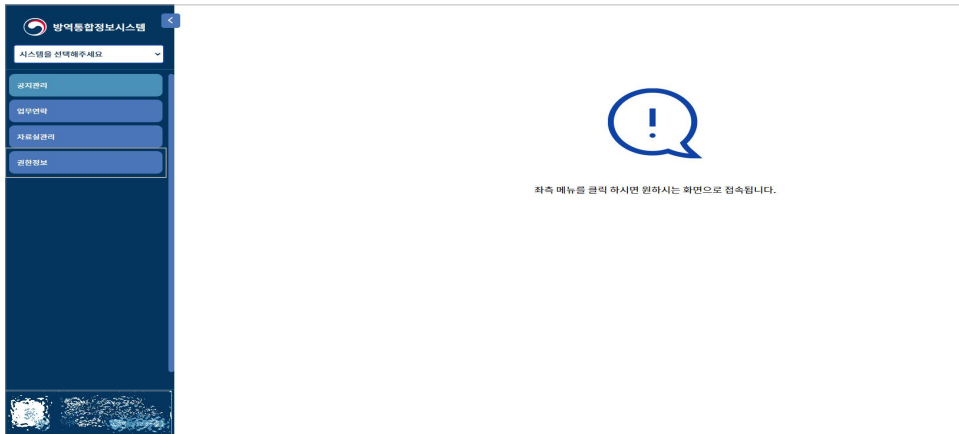 방역통합정보시스템
시스템을 선택해주세요
공지관리
업무연락
자료실관리
권한정보
좌측 메뉴를 클릭 하시면 원하시는 화면으로 접속됩니다.